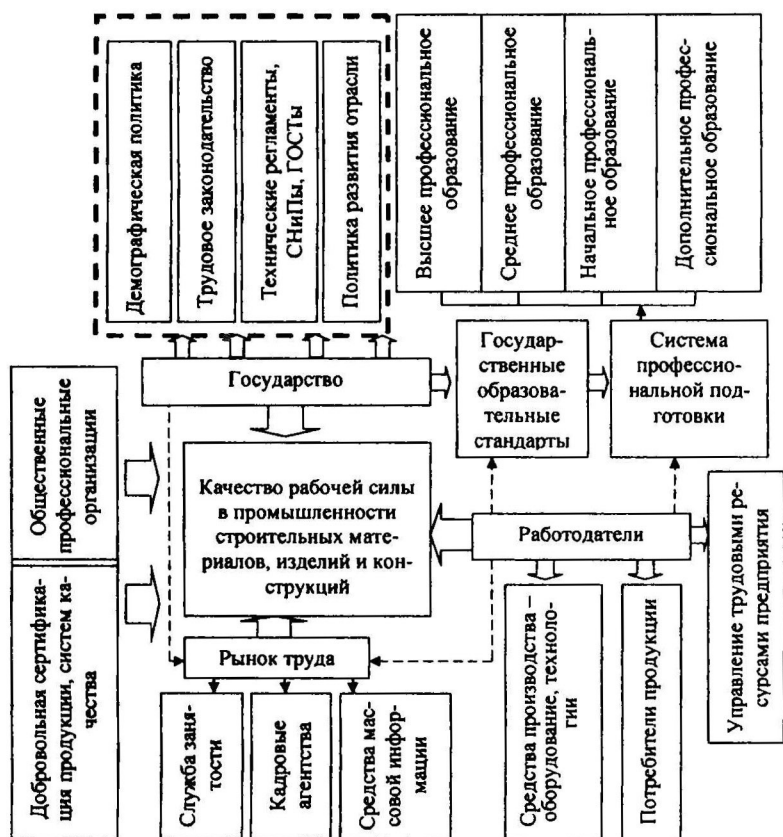 Демографическая политика
Трудовое законодательство
Технические регламенты,
СНиПы, ГОСТы
Политика развития отрасли
Высшее профессиональное
образование
Среднее профессиональное
образование
Начальное профессиональ-
ное образование
Дополнительное профес-
сиональное образование
Государство
Государ-
ственные
образова-
тельные
стандарты
Система
профессио-
нальной под-
готовки
Общественные
профессиональные
организации
Добровольная сертифика-
ция продукции, систем ка-
чества
Качество рабочей силы
в промышленности
строительных мате-
риалов, изделий и кон-
струкций
Работодатели
Рынок труда
Служба заня-
тости
Кадровые
агентства
Средства мас-
совой инфор-
мации
Средства производства –
оборудование, техноло-
гии
Потребители продукции
Управление трудовыми ре-
сурсами предприятия